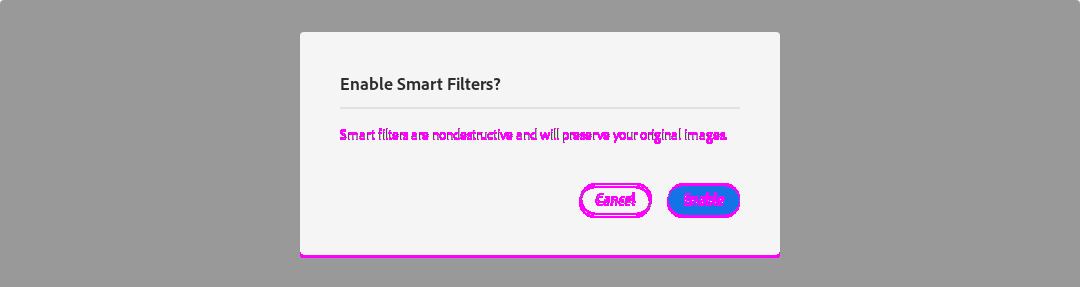 Enable Smart Filters?
Smart filters are nondestructive and will preserve your original images.
Cancel
Enable